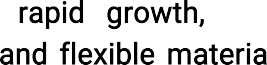 rapid growth,
and flexible materia